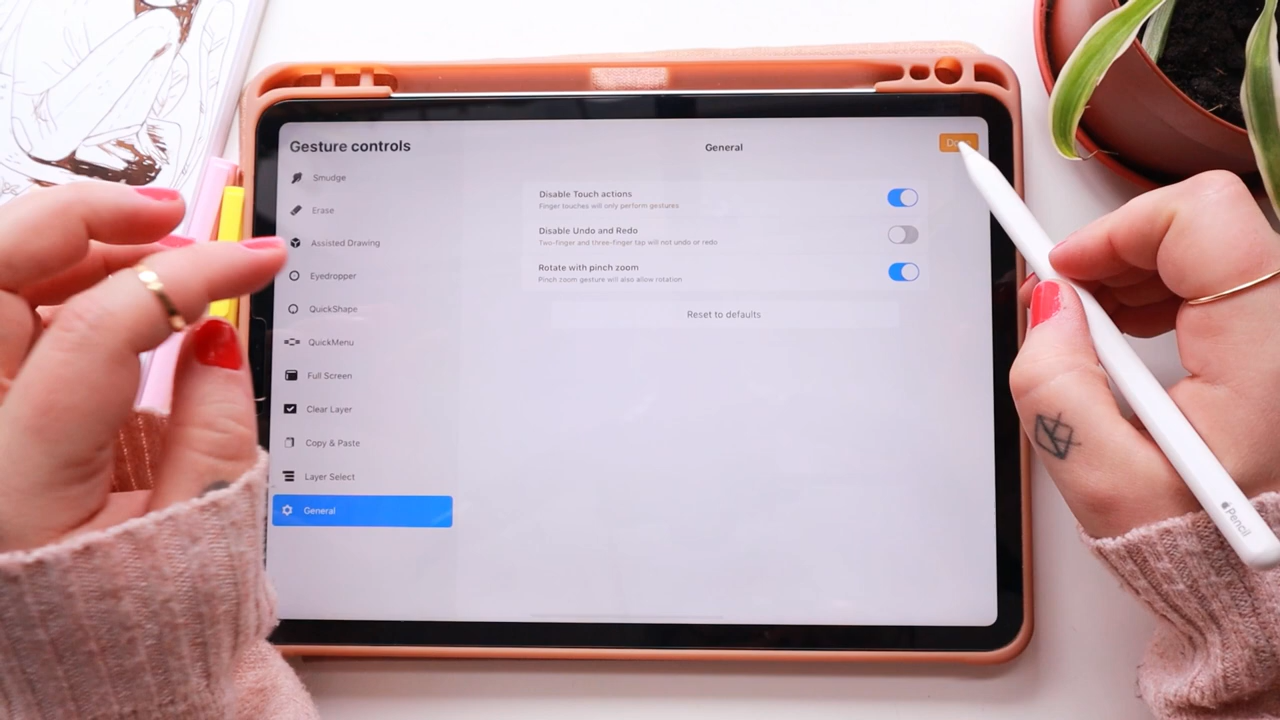 Gesture controls
General
Smudge
Erase
Assisted Drawing
Eyedropper
QuickShape
QuickMenu
Full Screen
Clear Layer
Copy & Paste
Layer Select
General
Disable Touch actions
Finger touches will only perform gestures
Disable Undo and Redo
Two-finger and three-finger tap will not undo or redo
Rotate with pinch zoom
Pinch zoom gesture will also allow rotation
Reset to defaults
Pencil